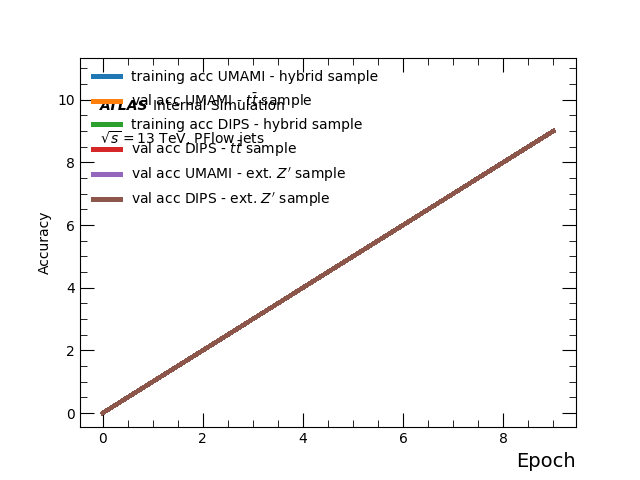 training acc UMAMI - hybrid sample
val acc UMAMI - tt̄ sample
ATLAS Internal Simulation
training acc DIPS - hybrid sample
√s = 13 TeV, PFlow jets
val acc DIPS - tt̄ sample
val acc UMAMI - ext. Z′ sample
val acc DIPS - ext. Z′ sample
10
8
6
4
2
0
Accuracy
0 2 4 6 8
Epoch